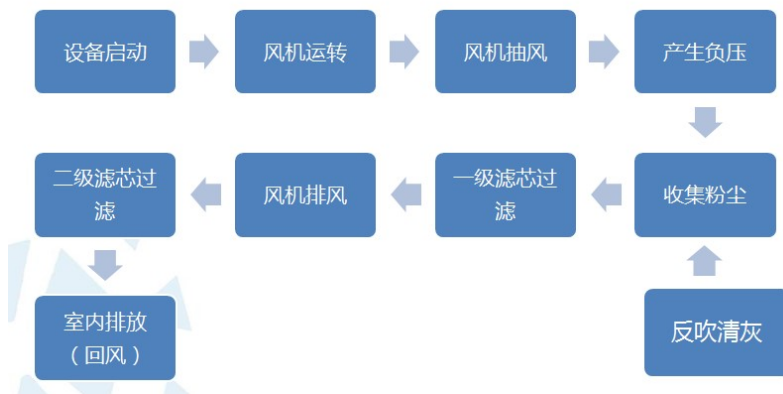 设备启动
风机运转
风机抽风
产生负压
二级滤芯过
滤
风机排风
一级滤芯过
滤
收集粉尘
室内排放
（回风）
反吹清灰